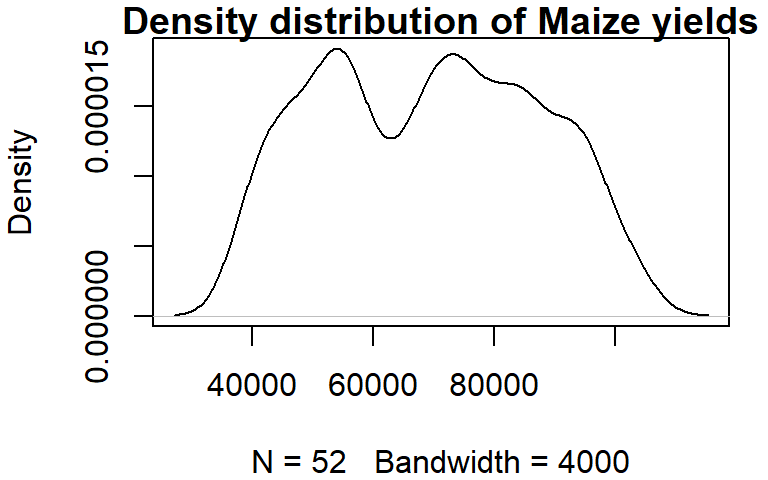 Density distribution of Maize yields
Density
0.000015
0.000000
40000 60000 80000
N = 52 Bandwidth = 4000